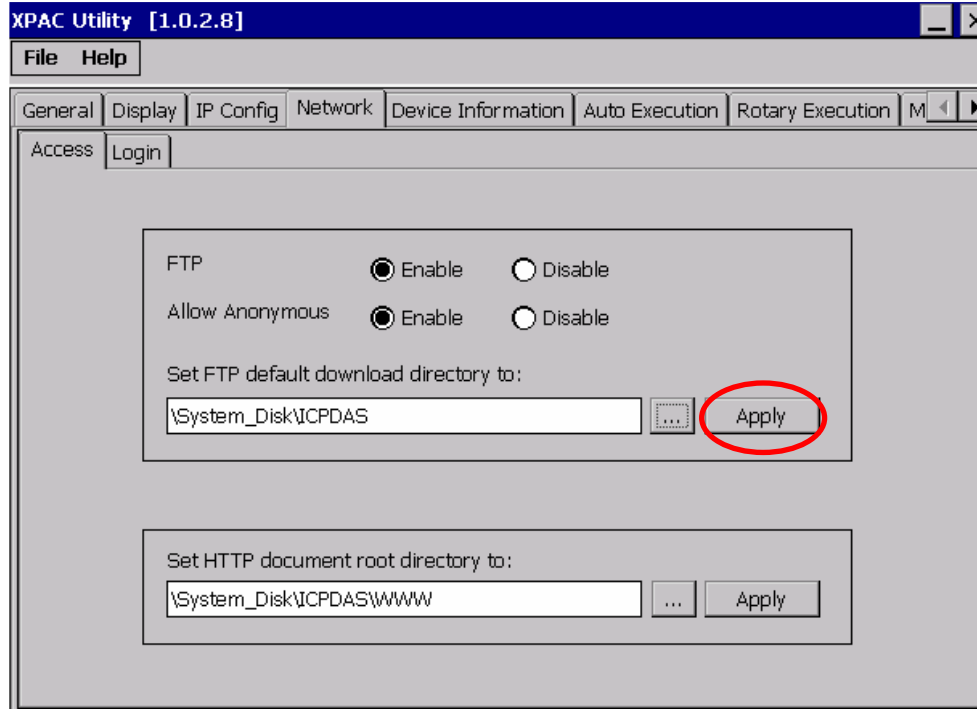 XPAC Utility [1.0.2.8]
File Help
General Display IP Config Network Device Information Auto Execution Rotary Execution M
Access Login
FTP Enable Disable
Allow Anonymous Enable Disable
Set FTP default download directory to:
\System_Disk\ICPDAS ... Apply
Set HTTP document root directory to:
\System_Disk\ICPDAS\WWW ... Apply